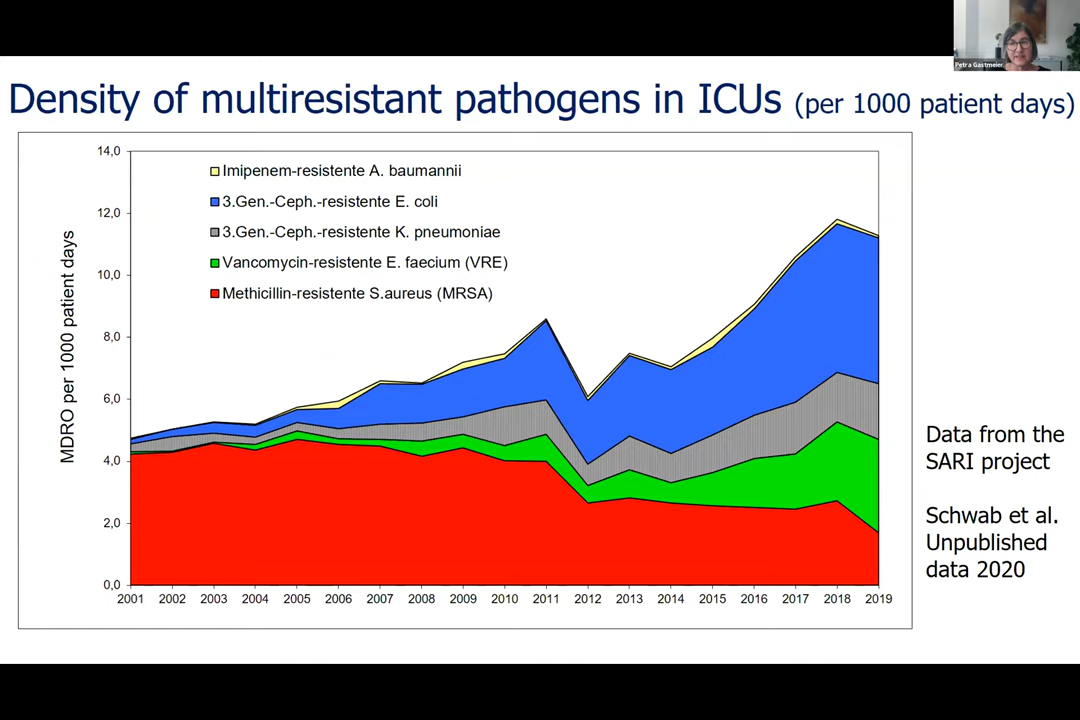 Petra Gastmeier
Density of multiresistant pathogens in ICUs (per 1000 patient days)
14,0
12,0
10,0
8,0
6,0
4,0
2,0
0,0
MDRO per 1000 patient days
Imipenem-resistente A. baumannii
3.Gen.-Ceph.-resistente E. coli
3.Gen.-Ceph.-resistente K. pneumoniae
Vancomycin-resistente E. faecium (VRE)
Methicillin-resistente S.aureus (MRSA)
2001 2002 2003 2004 2005 2006 2007 2008 2009 2010 2011 2012 2013 2014 2015 2016 2017 2018 2019
Data from the
SARI project
Schwab et al.
Unpublished
data 2020